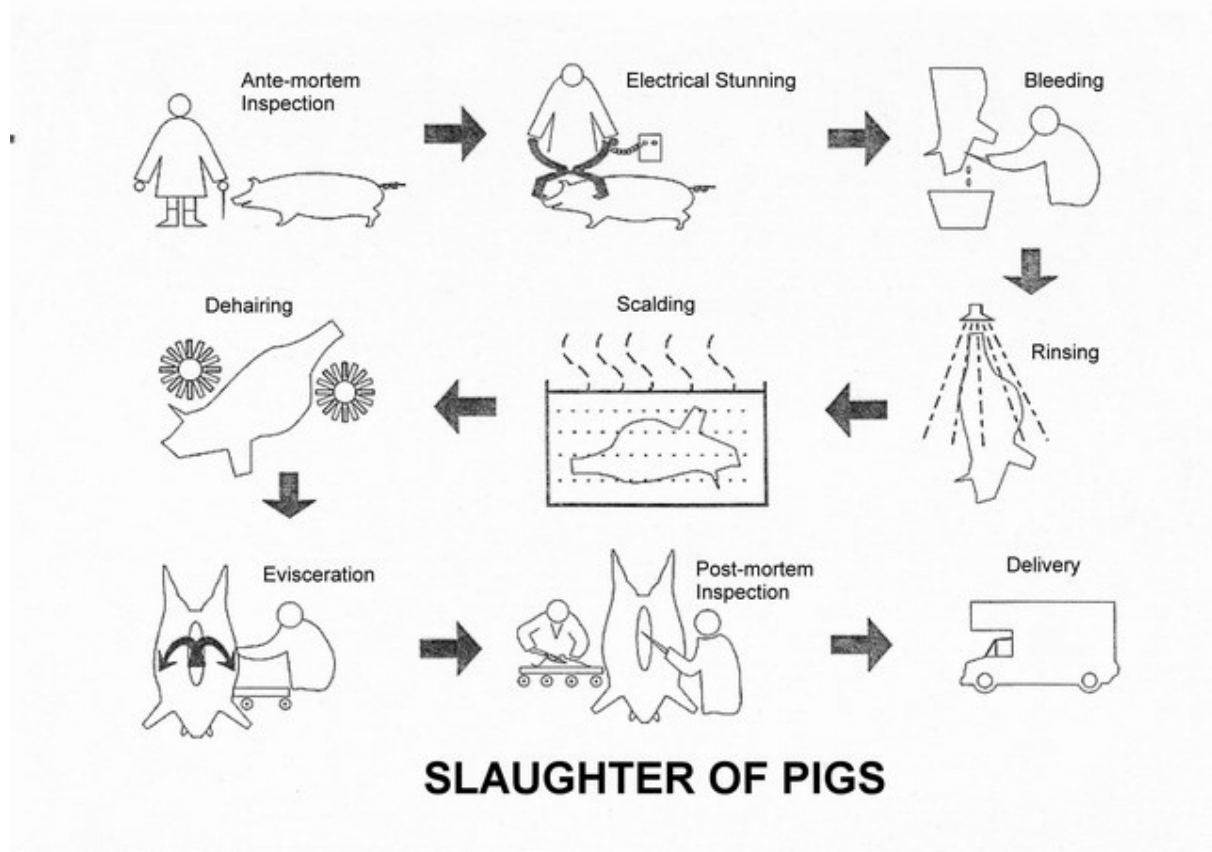 Ante-mortem
Inspection
Electrical Stunning
Bleeding
Rinsing
Scalding
Dehairing
Evisceration
Post-mortem
Inspection
Delivery
SLAUGHTER OF PIGS